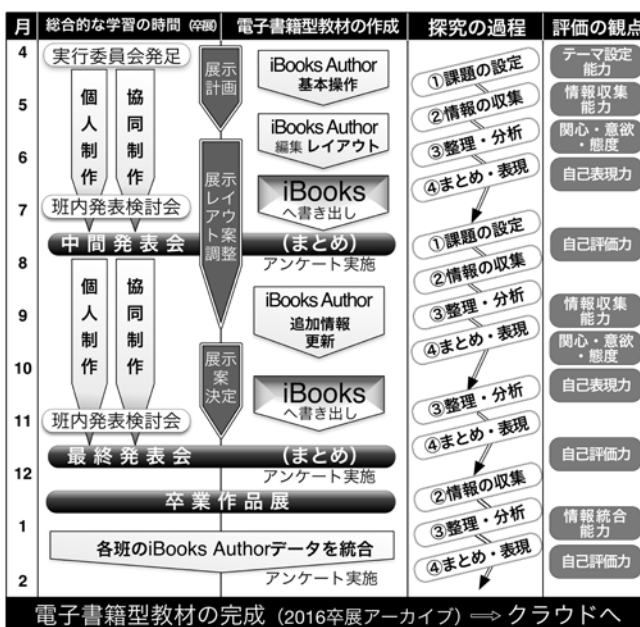 月
総合的な学習の時間(卒展)
電子書籍型教材の作成
探究の過程
評価の観点
4
5
6
7
8
9
10
11
12
1
2
実行委員会発足
個人制作
協同制作
班内発表検討会
中間発表会
(まとめ)
アンケート実施
個人制作
協同制作
班内発表検討会
最終発表会
(まとめ)
アンケート実施
卒業作品展
各班のiBooks Authorデータを統合
アンケート実施
展示
計画
展示
レイアウト案
調整
展示
案
決定
iBooks Author
基本操作
iBooks Author
編集 レイアウト
iBooks
へ書き出し
iBooks Author
追加情報
更新
iBooks
へ書き出し
①課題の設定
②情報の収集
③整理・分析
④まとめ・表現
①課題の設定
②情報の収集
③整理・分析
④まとめ・表現
③整理・分析
④まとめ・表現
②情報の収集
③整理・分析
④まとめ・表現
テーマ設定
能力
情報収集
能力
関心・意欲
・態度
自己表現力
自己評価力
情報収集
能力
関心・意欲
・態度
自己表現力
自己評価力
情報統合
能力
自己評価力
電子書籍型教材の完成(2016卒展アーカイブ)⇒クラウドへ